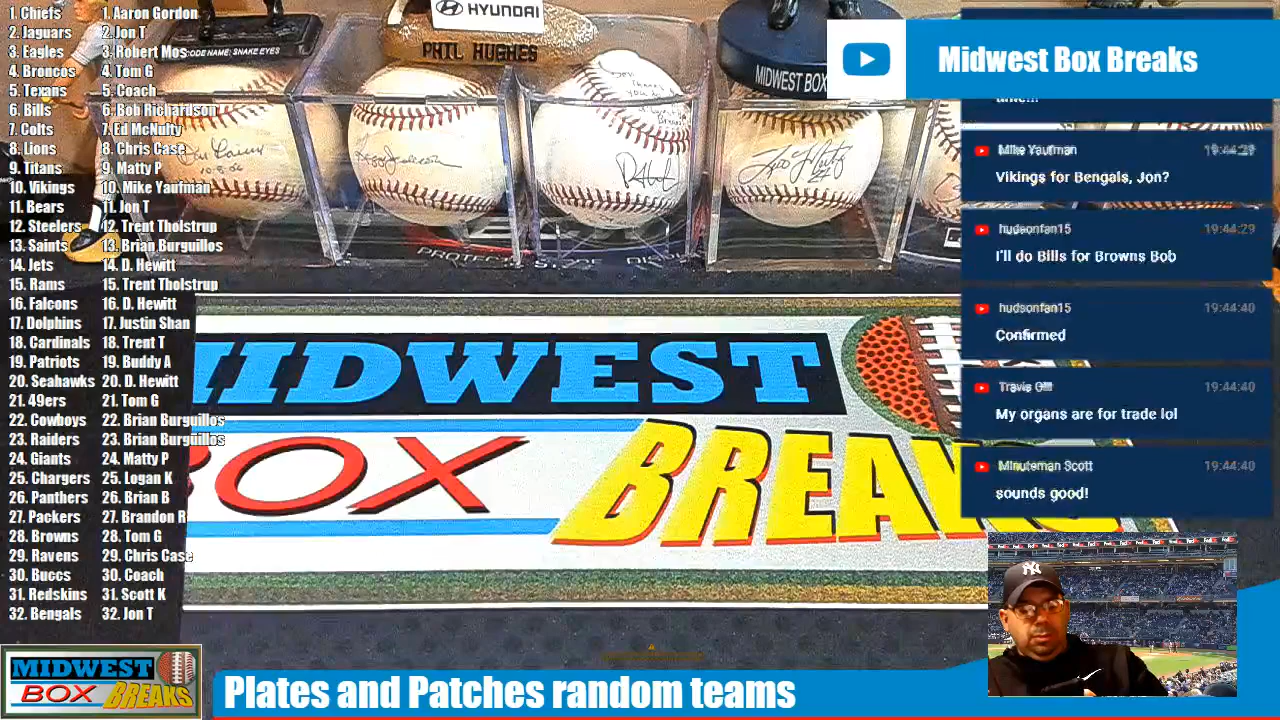 1. Chiefs
2. Jaguars
3. Eagles
4. Broncos
5. Texans
6. Bills
7. Colts
8. Lions
9. Titans
10. Vikings
11. Bears
12. Steelers
13. Saints
14. Jets
15. Rams
16. Falcons
17. Dolphins
18. Cardinals
19. Patriots
20. Seahawks
21. 49ers
22. Cowboys
23. Raiders
24. Giants
25. Chargers
26. Panthers
27. Packers
28. Browns
29. Ravens
30. Buccs
31. Redskins
32. Bengals
1. Aaron Gordon
2. Jon T
3. Robert Mos
4. Tom G
5. Coach
6. Bob Richardson
7. Ed McNulty
8. Chris Case
9. Matty P
10. Mike Yaufman
11. Jon T
12. Trent Tholstrup
13. Brian Burguillos
14. D. Hewitt
15. Trent Tholstrup
16. D. Hewitt
17. Justin Shan
18. Trent T
19. Buddy A
20. D. Hewitt
21. Tom G
22. Brian Burguillos
23. Brian Burguillos
24. Matty P
25. Logan K
26. Brian B
27. Brandon R
28. Tom G
29. Chris Case
30. Coach
31. Scott K
32. Jon T
CODE NAME: SNAKE EYES
HYUNDAI
PHIL HUGHES
MIDWEST BOX
10-8-56
MIDWEST
BOX BREAKS
Midwest Box Breaks
Mike Yaufman 19:44:29
Vikings for Bengals, Jon?
hudsonfan15 19:44:29
I'll do Bills for Browns Bob
hudsonfan15 19:44:40
Confirmed
Travis Gill 19:44:40
My organs are for trade lol
Minuteman Scott 19:44:40
sounds good!
NY
MIDWEST
BOX BREAKS
Plates and Patches random teams